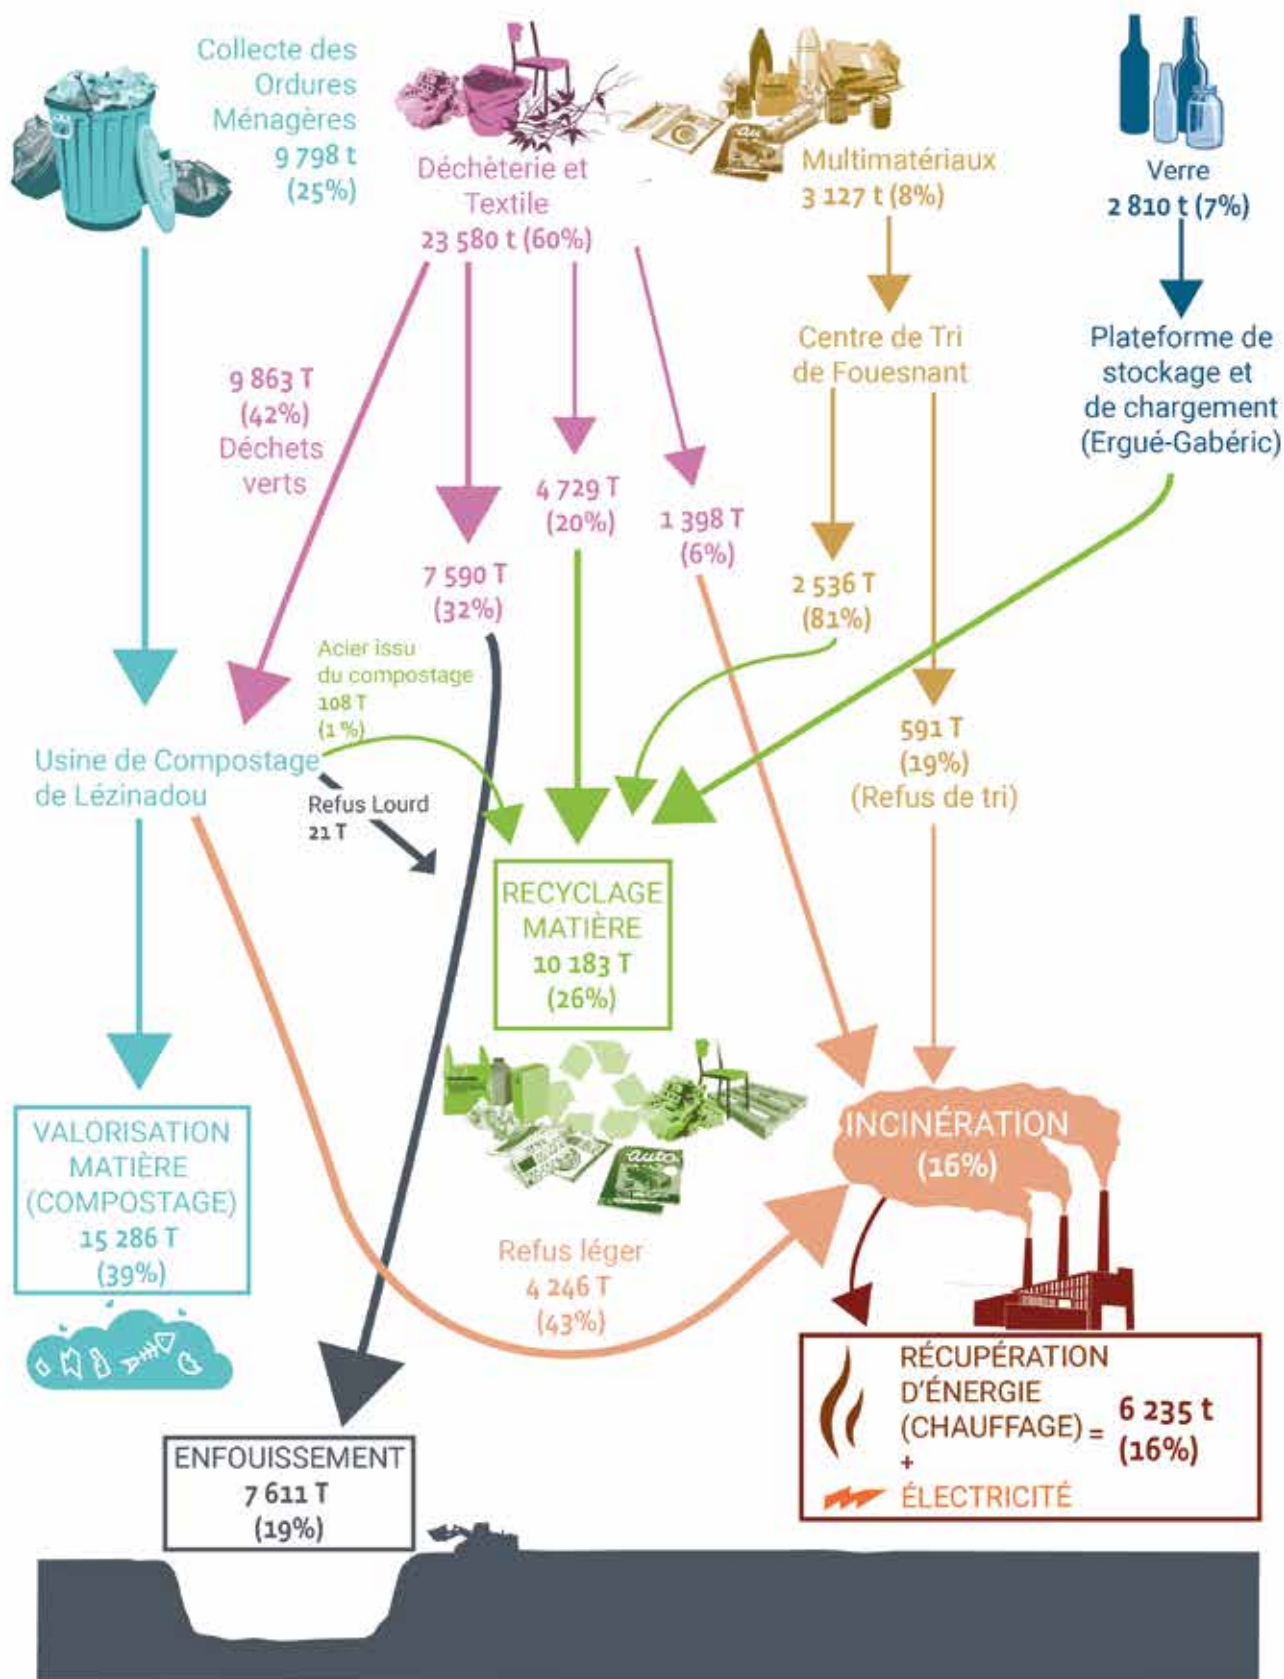 Collecte des
Ordures
Ménagères
9 798 t
(25%)
Déchèterie et
Textile
23 580 t (60%)
Multimatériaux
3 127 t (8%)
Verre
2 810 t (7%)
Centre de Tri
de Fouesnant
Plateforme de
stockage et
de chargement
(Ergué-Gabéric)
9 863 T
(42%)
Déchets
verts
4 729 T
(20%)
1 398 T
(6%)
7 590 T
(32%)
2 536 T
(81%)
Acier issu
du compostage
108 T
(1 %)
591 T
(19%)
(Refus de tri)
Usine de Compostage
de Lézinadou
Refus Lourd
21 T
RECYCLAGE
MATIÈRE
10 183 T
(26%)
au
auto
VALORISATION
MATIÈRE
(COMPOSTAGE)
15 286 T
(39%)
INCINÉRATION
(16%)
Refus léger
4 246 T
(43%)
RÉCUPÉRATION
D'ÉNERGIE
(CHAUFFAGE) = 6 235 t
(16%)
+
ÉLECTRICITÉ
ENFOUISSEMENT
7 611 T
(19%)